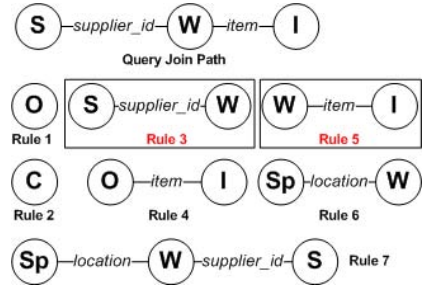 S supplier_id W item I
Query Join Path
O S supplier_id W W item I
Rule 1 Rule 3 Rule 5
C O item I Sp location W
Rule 2 Rule 4 Rule 6
Sp location W supplier_id S Rule 7